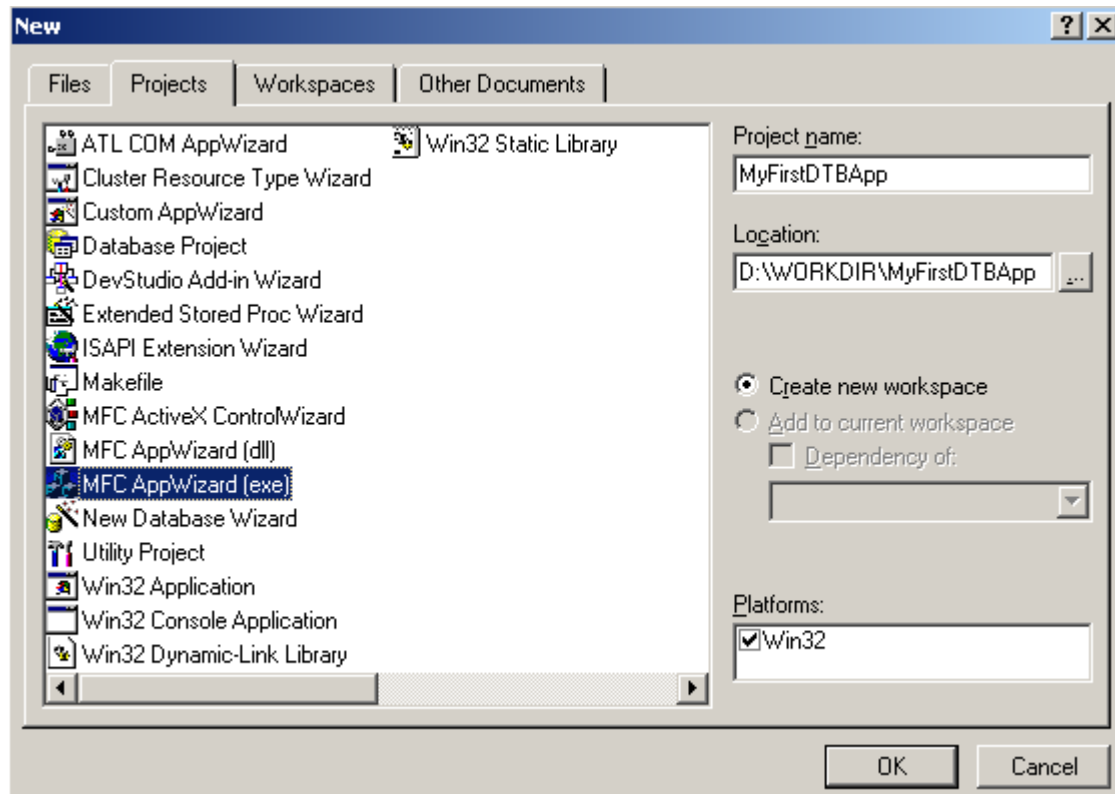 New
Files Projects Workspaces Other Documents
ATL COM AppWizard
Cluster Resource Type Wizard
Custom AppWizard
Database Project
DevStudio Add-in Wizard
Extended Stored Proc Wizard
ISAPI Extension Wizard
Makefile
MFC ActiveX ControlWizard
MFC AppWizard (dll)
MFC AppWizard (exe)
New Database Wizard
Utility Project
Win32 Application
Win32 Console Application
Win32 Dynamic-Link Library
Win32 Static Library
Project name:
MyFirstDTBApp
Location:
D:\WORKDIR\MyFirstDTBApp ...
Create new workspace
Add to current workspace
Dependency of:
Platforms:
Win32
OK Cancel